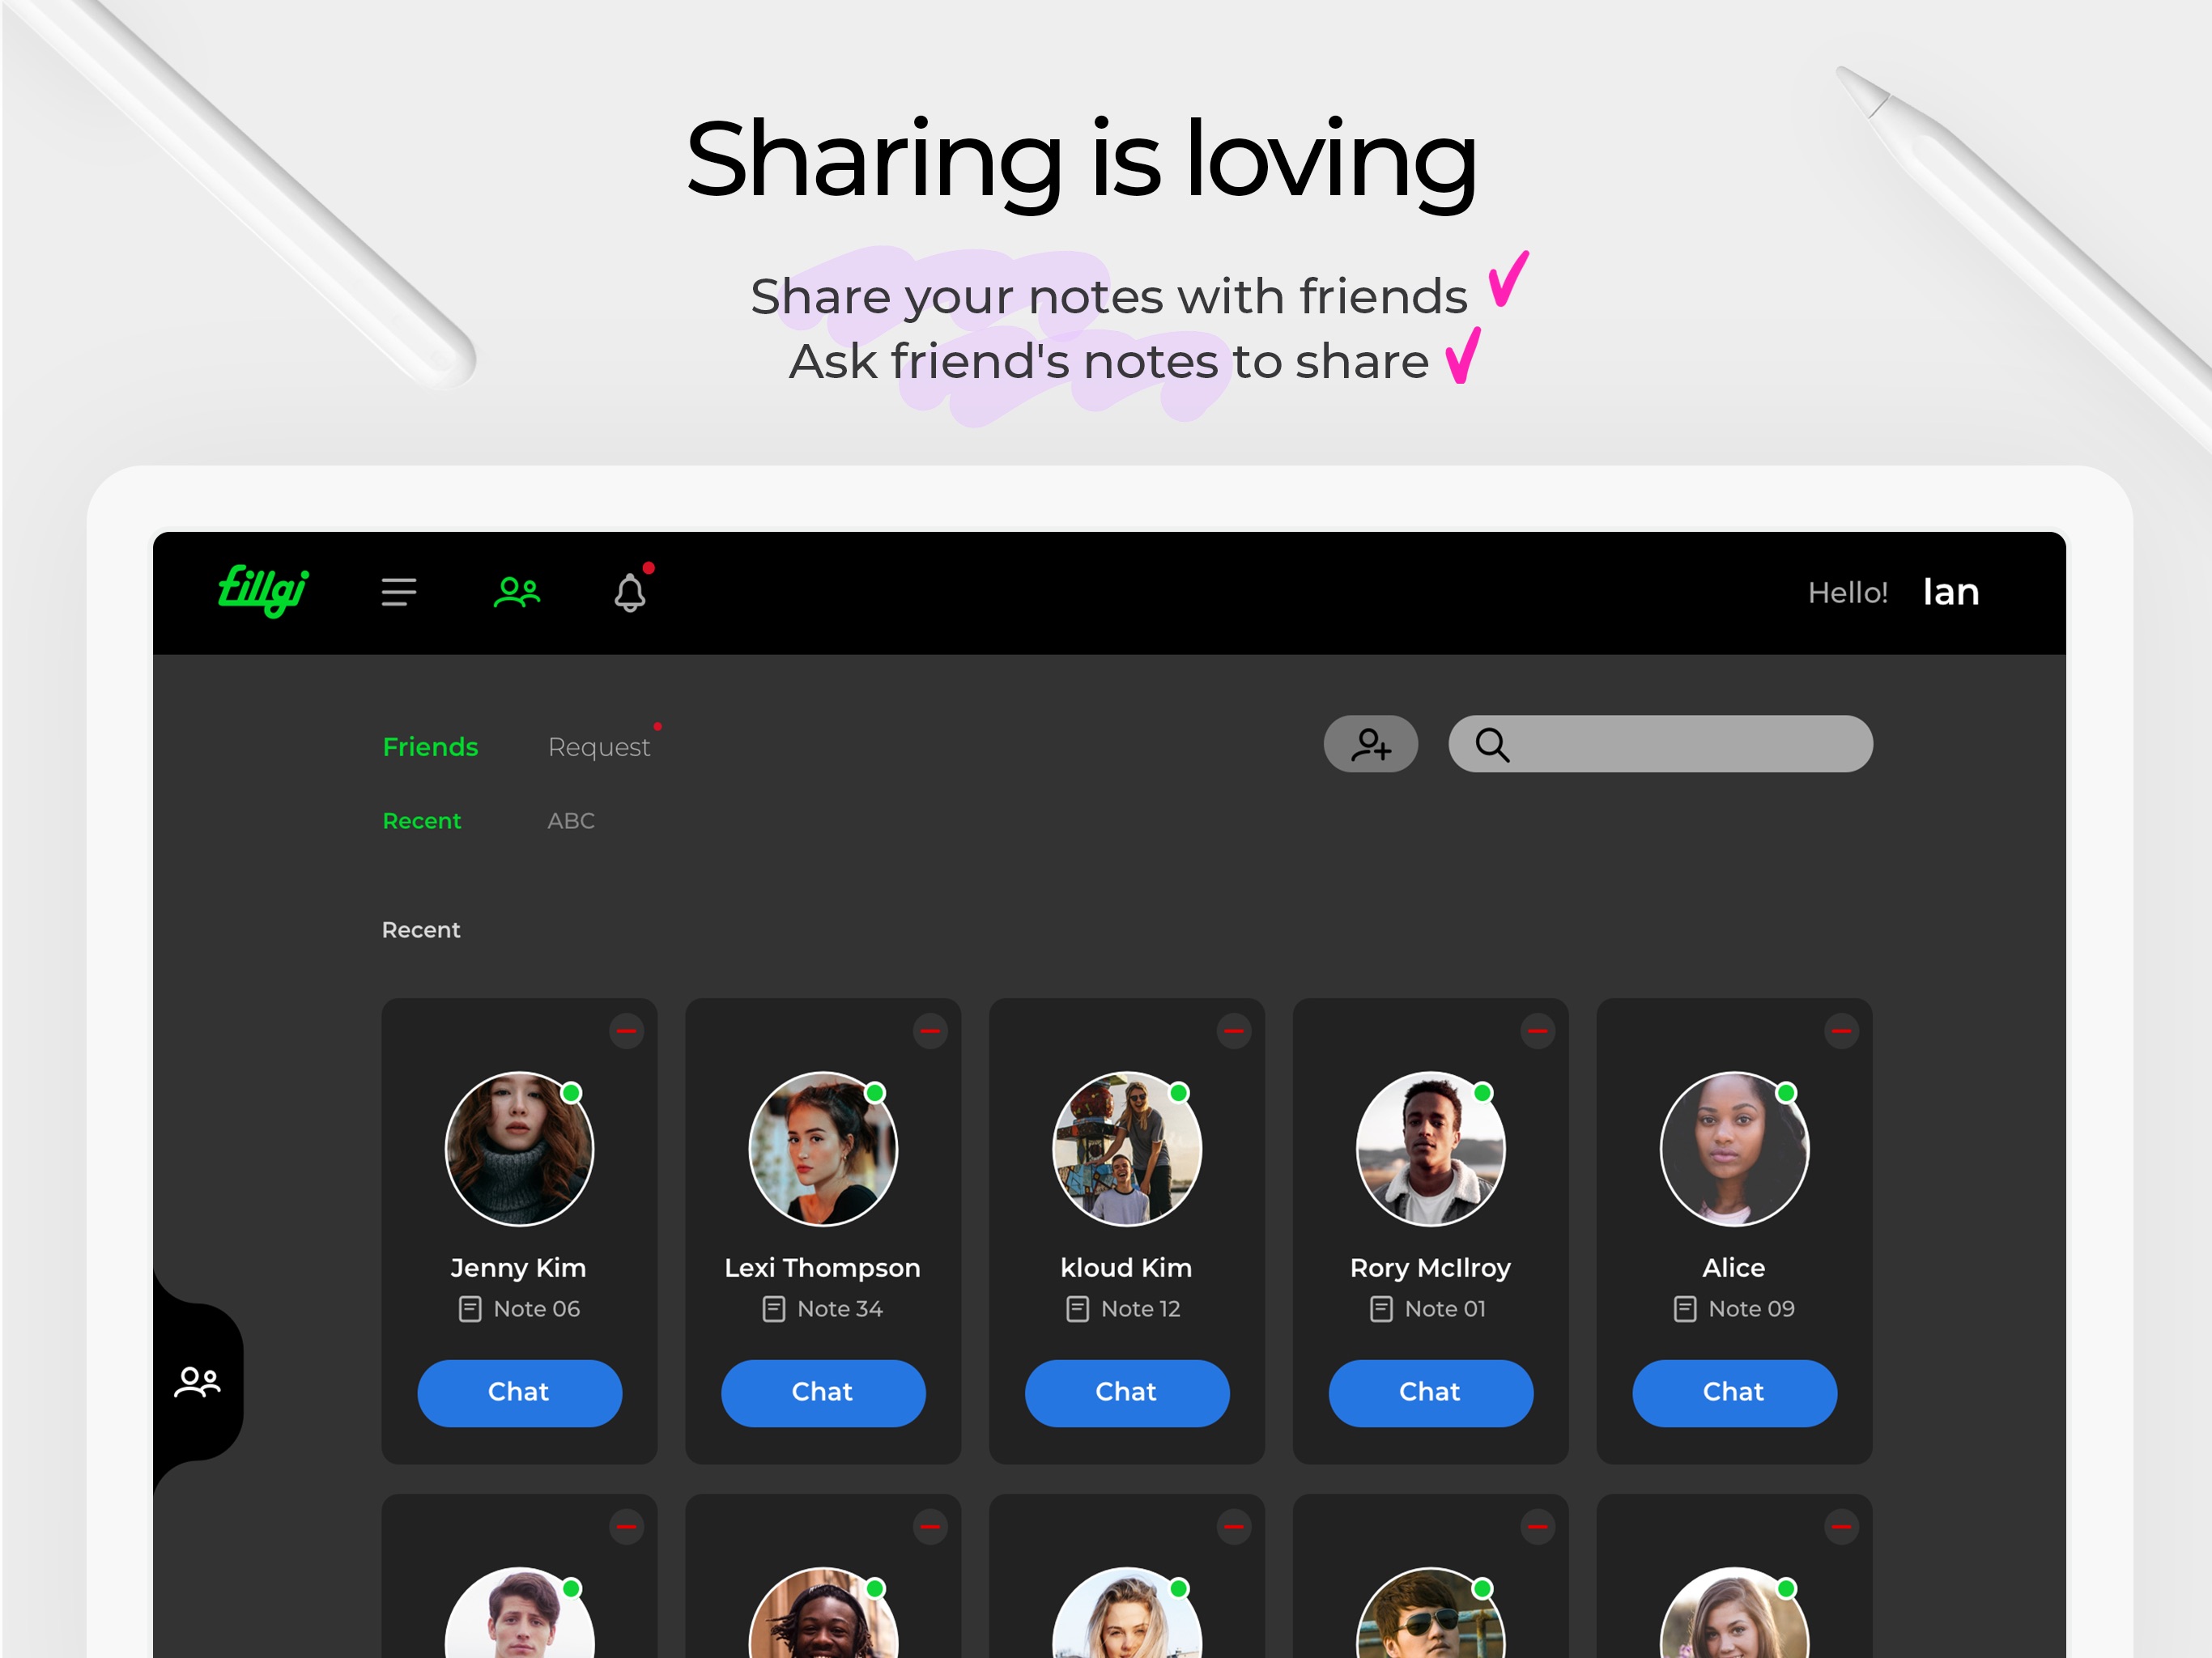 Sharing is loving
Share your notes with friends
Ask friend's notes to share
fillgi
Hello! Ian
Friends Request
Recent ABC
Recent
Jenny Kim Lexi Thompson kloud Kim Rory McIlroy Alice
Note 06 Note 34 Note 12 Note 01 Note 09
Chat Chat Chat Chat Chat